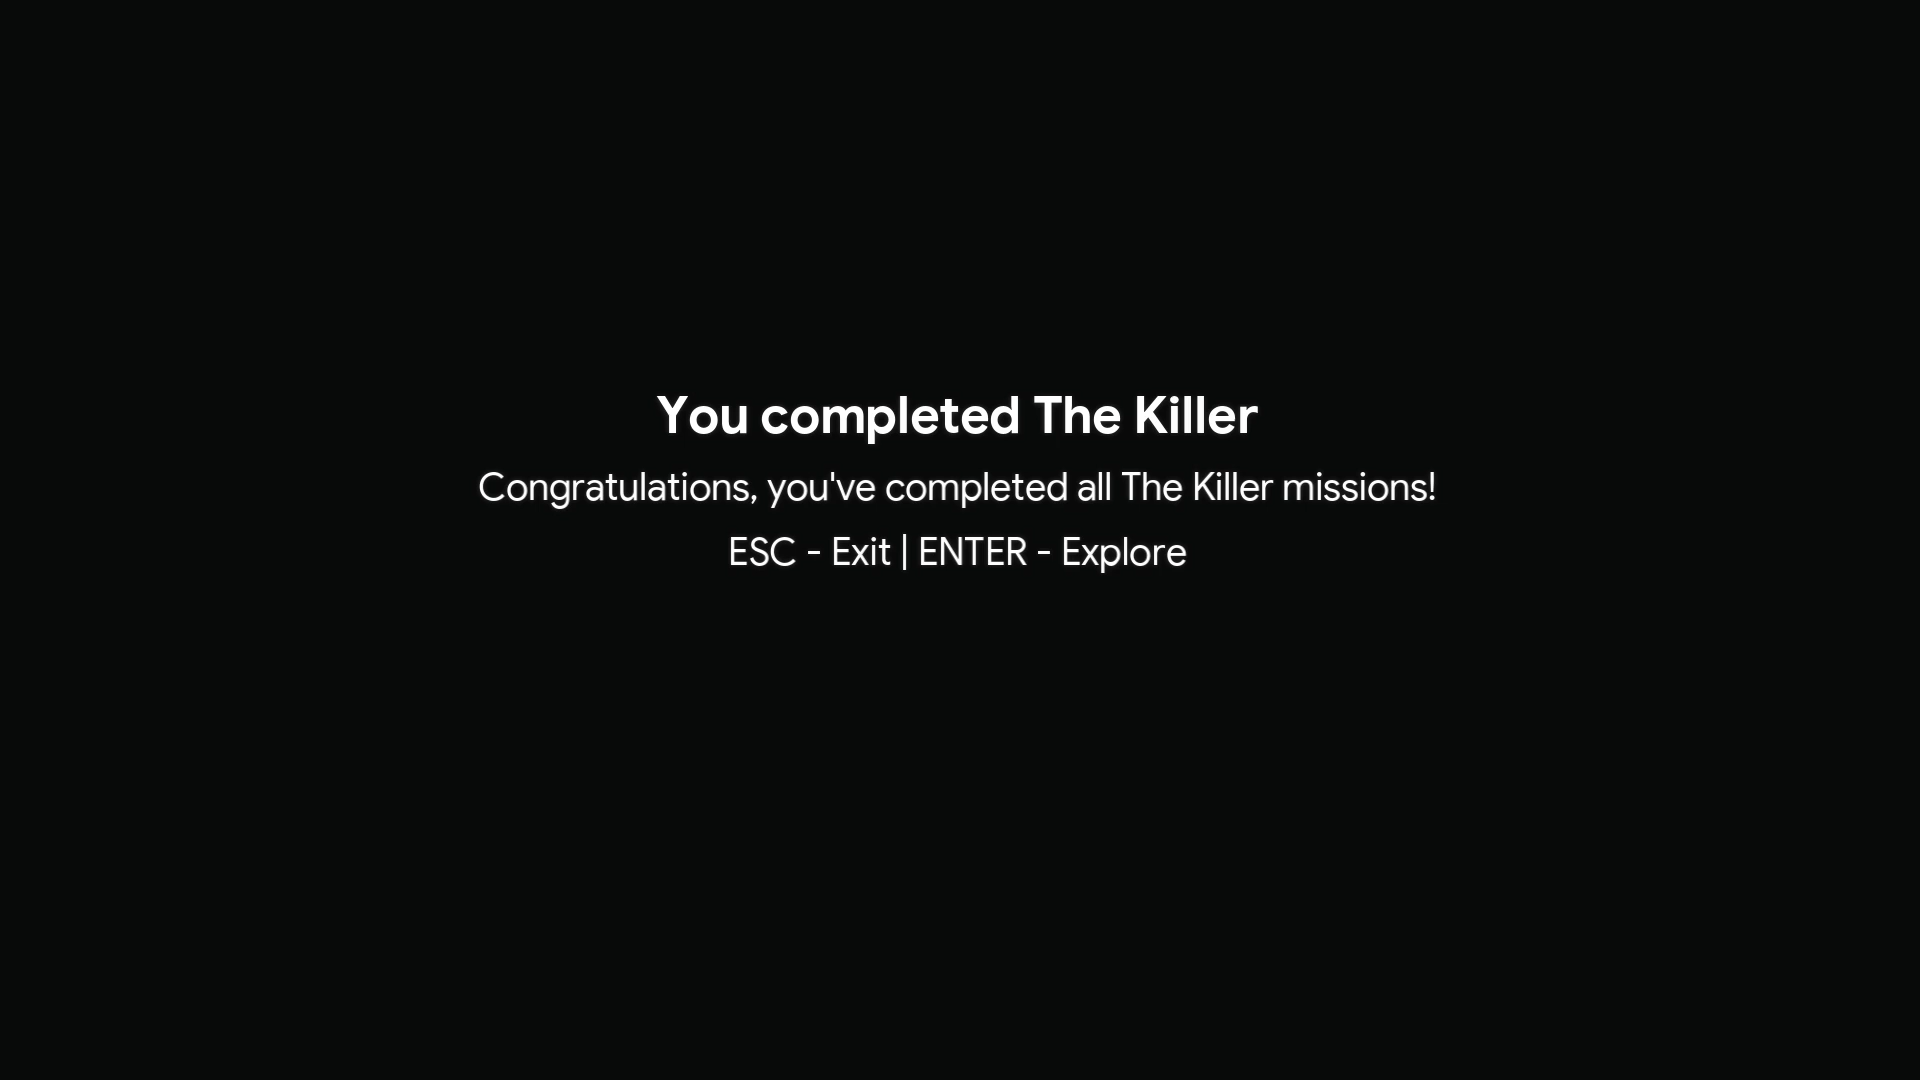 You completed The Killer
Congratulations, you've completed all The Killer missions!
ESC - Exit | ENTER - Explore